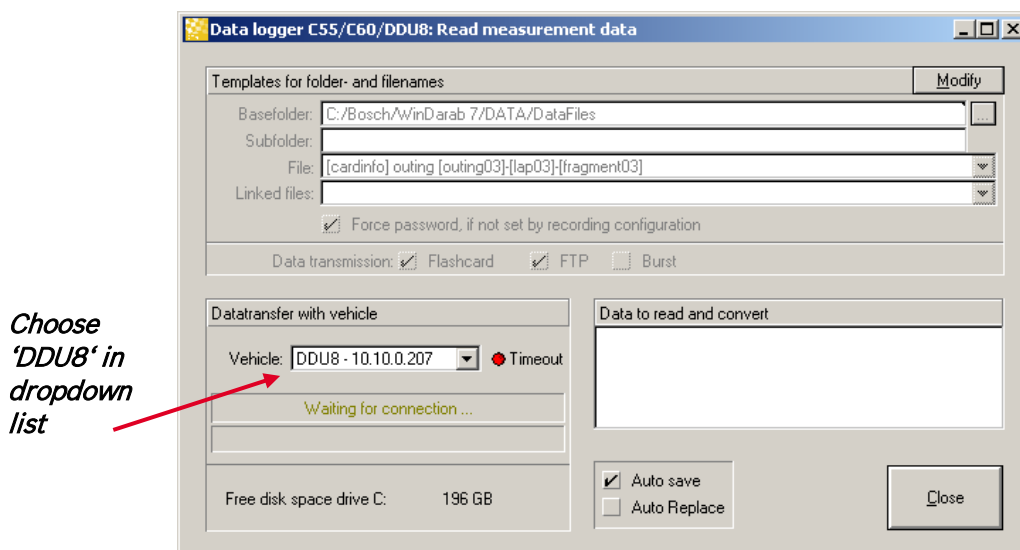 Data logger C55/C60/DDU8: Read measurement data
Templates for folder- and filenames
Modify
Basefolder: C:/Bosch/WinDarab 7/DATA/DataFiles ...
Subfolder:
File: [cardinfo] outing [outing03]-[lap03]-[fragment03]
Linked files:
Force password, if not set by recording configuration
Data transmission: Flashcard FTP Burst
Choose
‘DDU8‘ in
dropdown
list
Datatransfer with vehicle
Vehicle: DDU8 - 10.10.0.207 Timeout
Waiting for connection ...
Free disk space drive C: 196 GB
Data to read and convert
Auto save
Auto Replace
Close